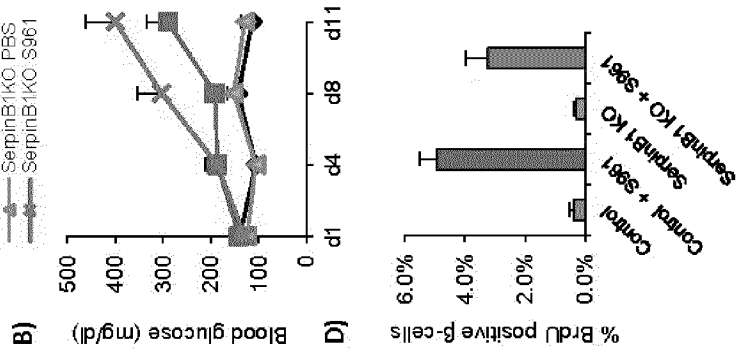 SerpinB1KO PBS
SerpinB1KO S961
B)
Blood glucose (mg/dl)
500
400
300
200
100
0
d1
d4
d8
d11
D)
% BrdU positive β-cells
6.0%
4.0%
2.0%
0.0%
Control
Control + S961
SerpinB1 KO
SerpinB1 KO + S961